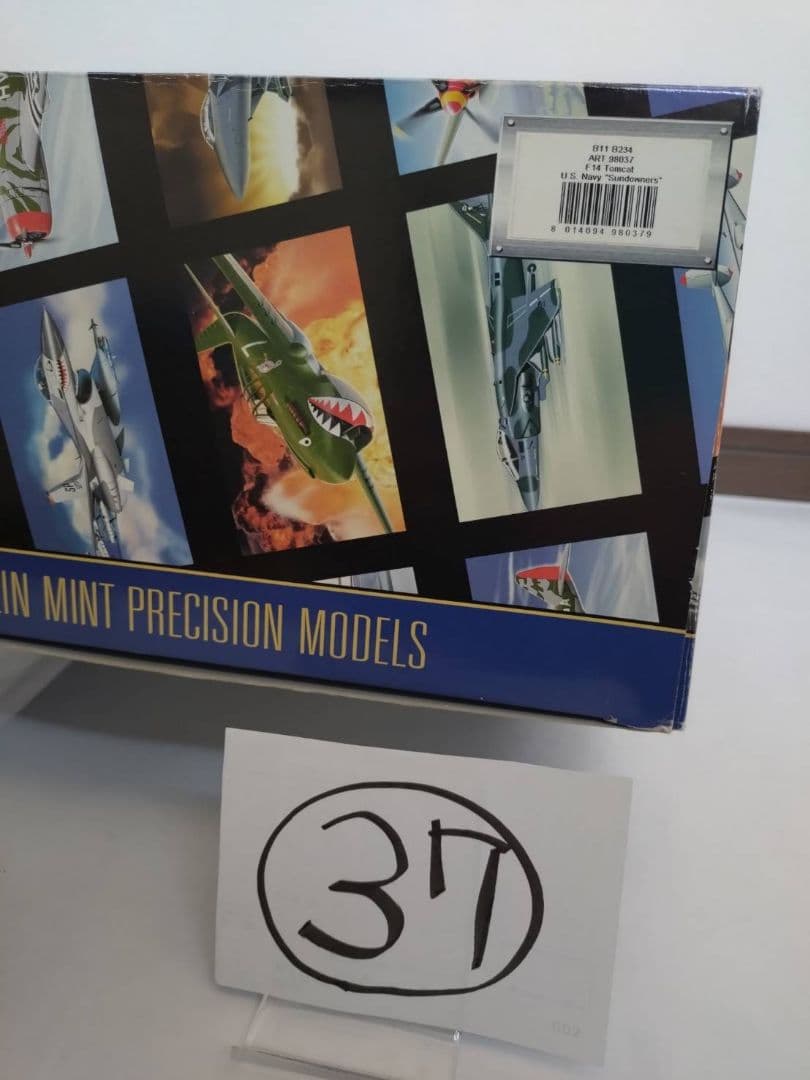 B11 B234
ART 98037
F14 Tomcat
U.S. Navy "Sundowners"
8 014094 980379
IN MINT PRECISION MODELS
37